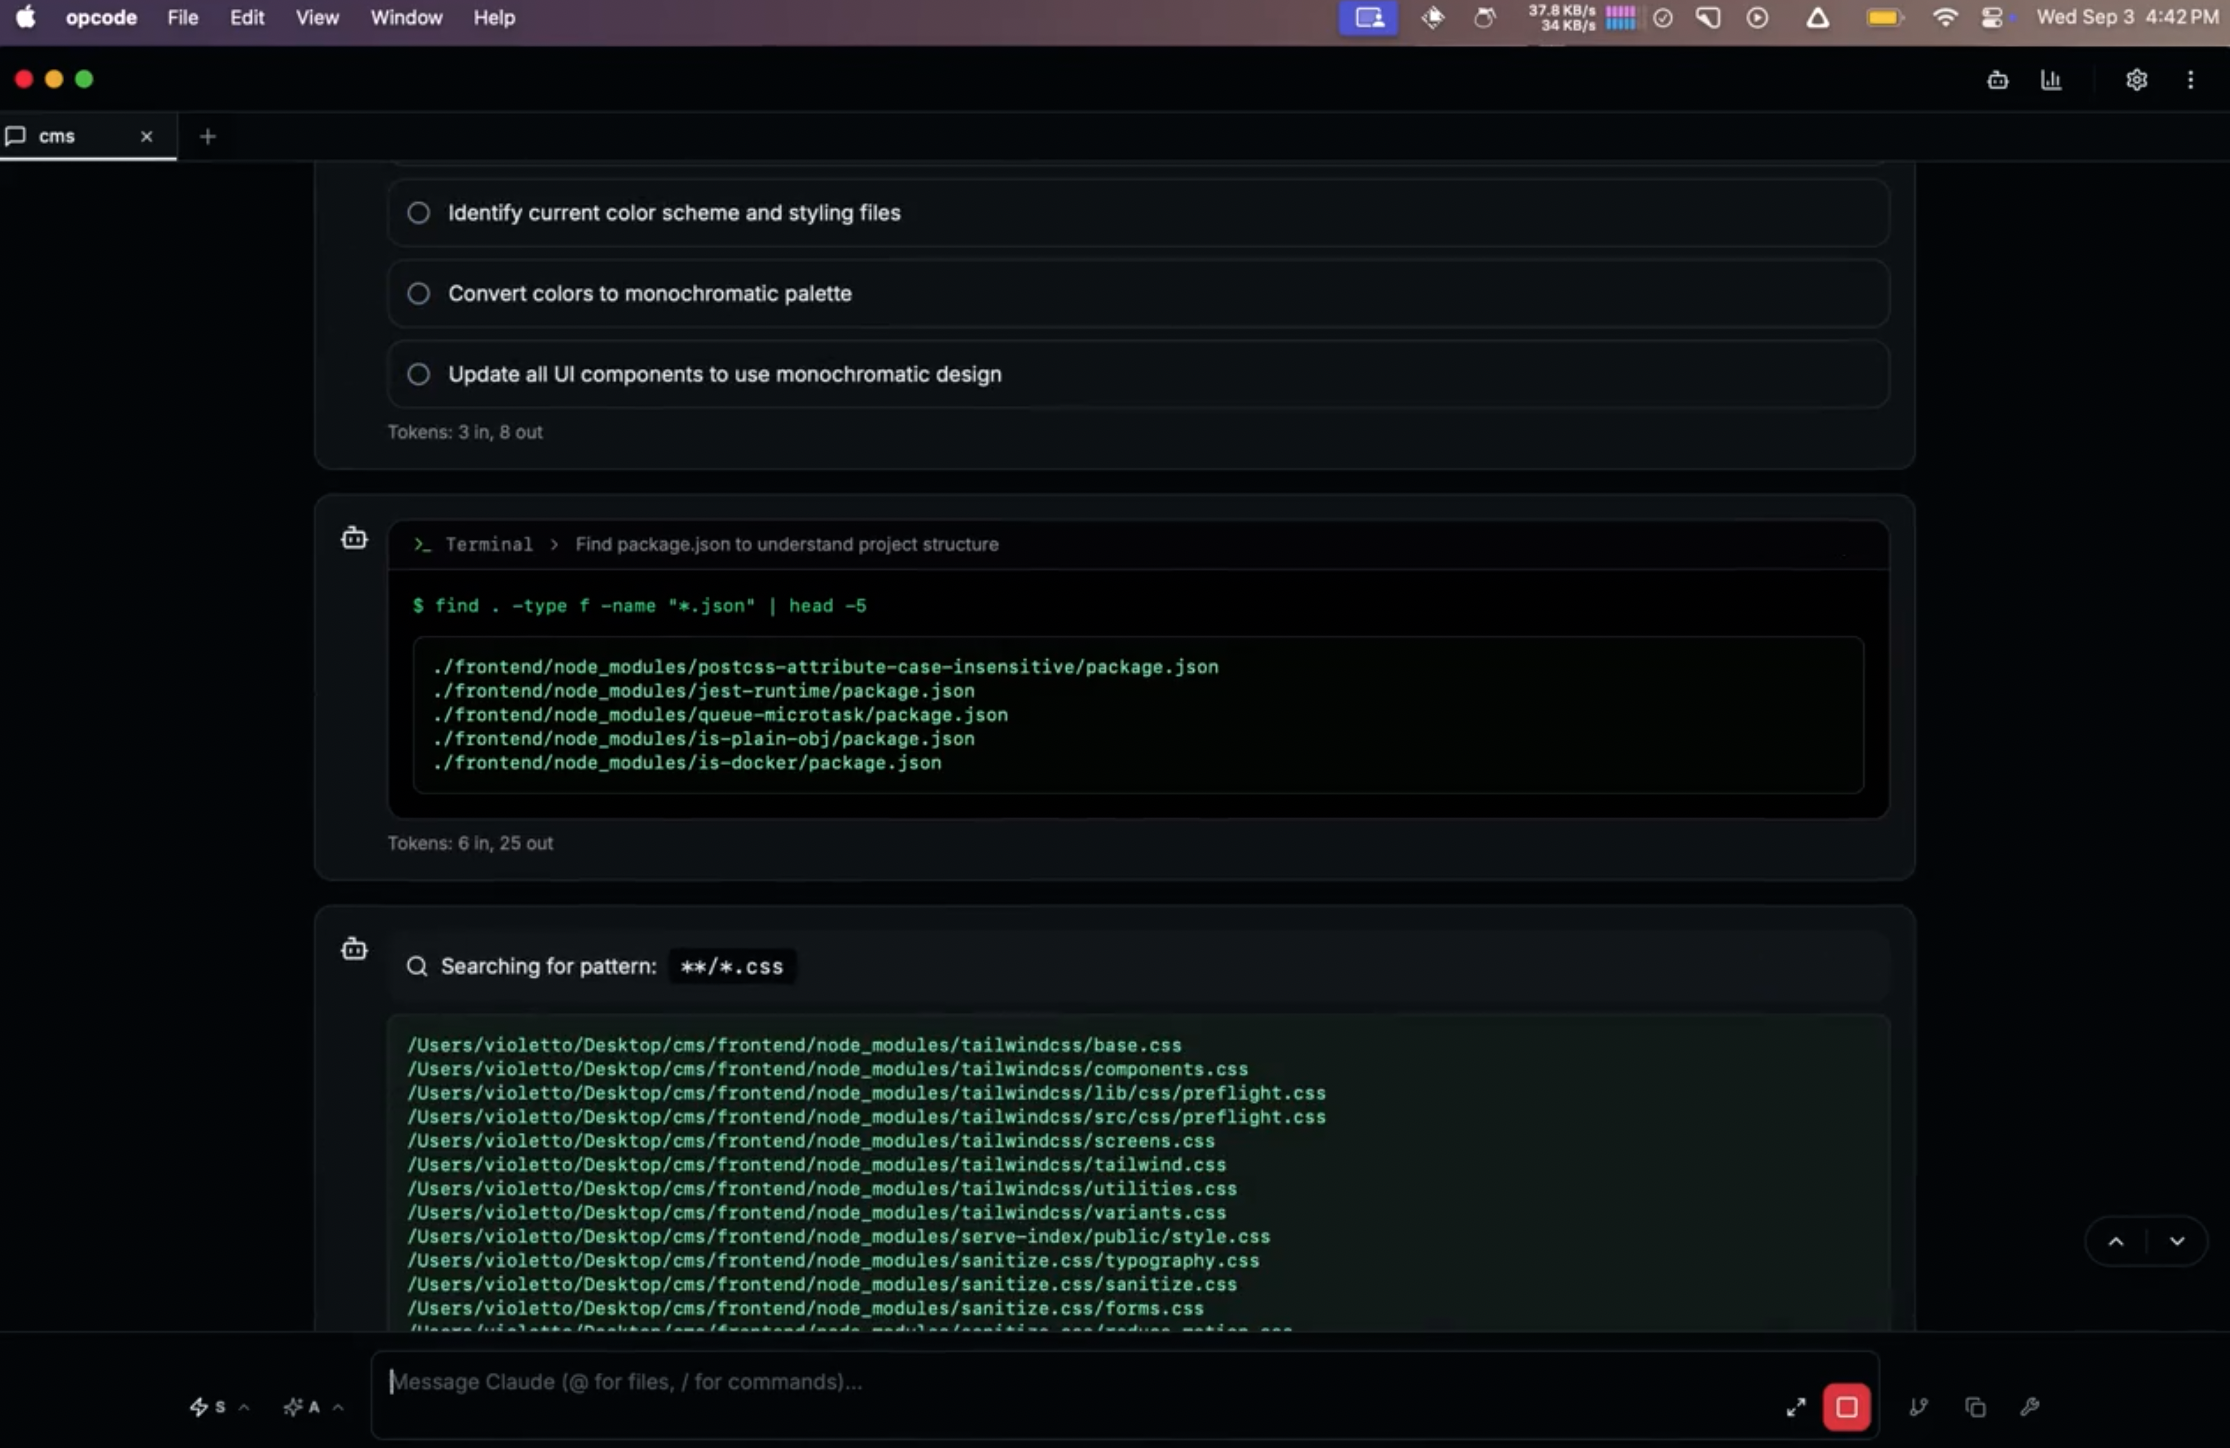 opcode File Edit View Window Help 37.8 KB/s Wed Sep 3 4:42 PM
34 KB/s
cms
Identify current color scheme and styling files
Convert colors to monochromatic palette
Update all UI components to use monochromatic design
Tokens: 3 in, 8 out
>_ Terminal > Find package.json to understand project structure
$ find . -type f -name "*.json" | head -5
./frontend/node_modules/postcss-attribute-case-insensitive/package.json
./frontend/node_modules/jest-runtime/package.json
./frontend/node_modules/queue-microtask/package.json
./frontend/node_modules/is-plain-obj/package.json
./frontend/node_modules/is-docker/package.json
Tokens: 6 in, 25 out
Searching for pattern: **/*.css
/Users/violetto/Desktop/cms/frontend/node_modules/tailwindcss/base.css
/Users/violetto/Desktop/cms/frontend/node_modules/tailwindcss/components.css
/Users/violetto/Desktop/cms/frontend/node_modules/tailwindcss/lib/css/preflight.css
/Users/violetto/Desktop/cms/frontend/node_modules/tailwindcss/src/css/preflight.css
/Users/violetto/Desktop/cms/frontend/node_modules/tailwindcss/screens.css
/Users/violetto/Desktop/cms/frontend/node_modules/tailwindcss/tailwind.css
/Users/violetto/Desktop/cms/frontend/node_modules/tailwindcss/utilities.css
/Users/violetto/Desktop/cms/frontend/node_modules/tailwindcss/variants.css
/Users/violetto/Desktop/cms/frontend/node_modules/serve-index/public/style.css
/Users/violetto/Desktop/cms/frontend/node_modules/sanitize.css/typography.css
/Users/violetto/Desktop/cms/frontend/node_modules/sanitize.css/sanitize.css
/Users/violetto/Desktop/cms/frontend/node_modules/sanitize.css/forms.css
/Users/violetto/Desktop/cms/frontend/node_modules/sanitize.css/reduce-motion.css
Message Claude (@ for files, / for commands)...
S A